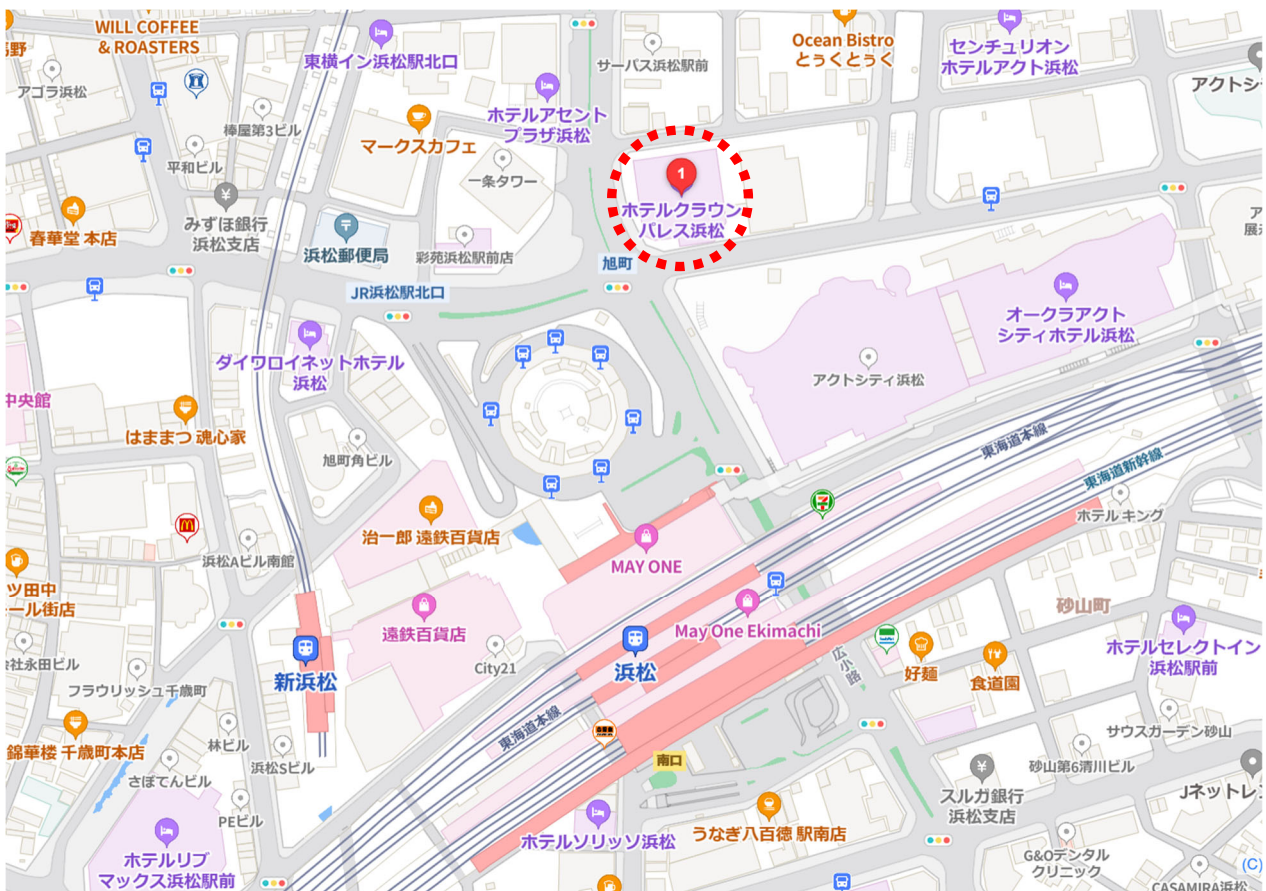 WILL COFFEE
& ROASTERS
東横イン浜松駅北口
サーパス浜松駅前
Ocean Bistro
とぅくとぅく
センチュリオン
ホテルアクト浜松
アゴラ浜松
アクトシ
棒屋第3ビル
ホテルアセント
プラザ浜松
マークスカフェ
平和ビル
一条タワー
1
みずほ銀行
浜松支店
春華堂 本店
浜松郵便局
彩苑浜松駅前店
ホテルクラウン
パレス浜松
旭町
JR浜松駅北口
オークラアクト
シティホテル浜松
ダイワロイネットホテル
浜松
アクトシティ浜松
中央館
はままつ 魂心家
旭町角ビル
東海道本線
東海道新幹線
ホテル キング
治一郎 遠鉄百貨店
浜松Aビル南館
MAY ONE
ツ田中
ール街店
砂山町
遠鉄百貨店
May One Ekimachi
City21
新浜松
浜松
広小路
好麺
食道園
ホテルセレクトイン
浜松駅前
会社永田ビル
フラウリッシュ千歳町
東海道本線
錦華楼 千歳町本店
林ビル
浜松Sビル
さぼてんビル
南口
サウスガーデン砂山
砂山第6清川ビル
スルガ銀行
浜松支店
Jネットレ
PEビル
ホテルソリッソ浜松
うなぎ八百徳 駅南店
ホテルリブ
マックス浜松駅前
G&Oデンタル
クリニック
(C)
CASAMIRA浜松